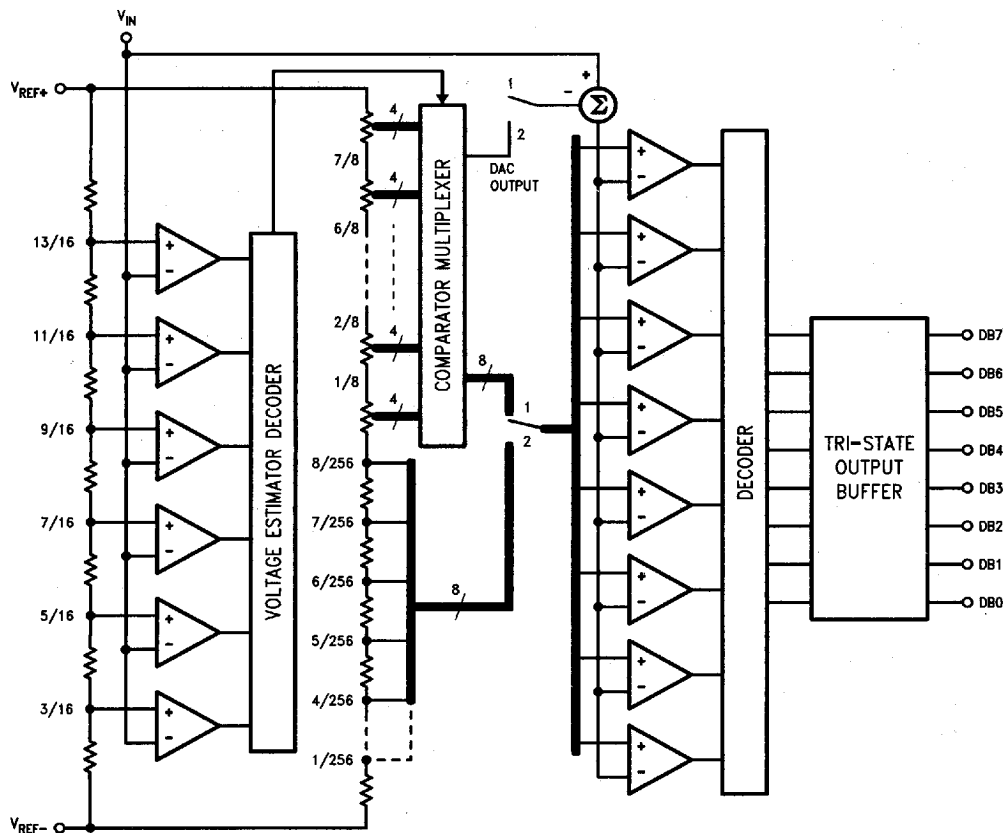 V_IN
V_REF+
13/16
11/16
9/16
7/16
5/16
3/16
V_REF-
+
-
+
-
+
-
+
-
+
-
+
-
VOLTAGE ESTIMATOR DECODER
7/8
6/8
2/8
1/8
8/256
7/256
6/256
5/256
4/256
1/256
4
4
4
4
COMPARATOR MULTIPLEXER
1
2
DAC
OUTPUT
8
1
2
8
+
-
Σ
+
-
+
-
+
-
+
-
+
-
+
-
+
-
+
-
DECODER
TRI-STATE
OUTPUT
BUFFER
DB7
DB6
DB5
DB4
DB3
DB2
DB1
DB0